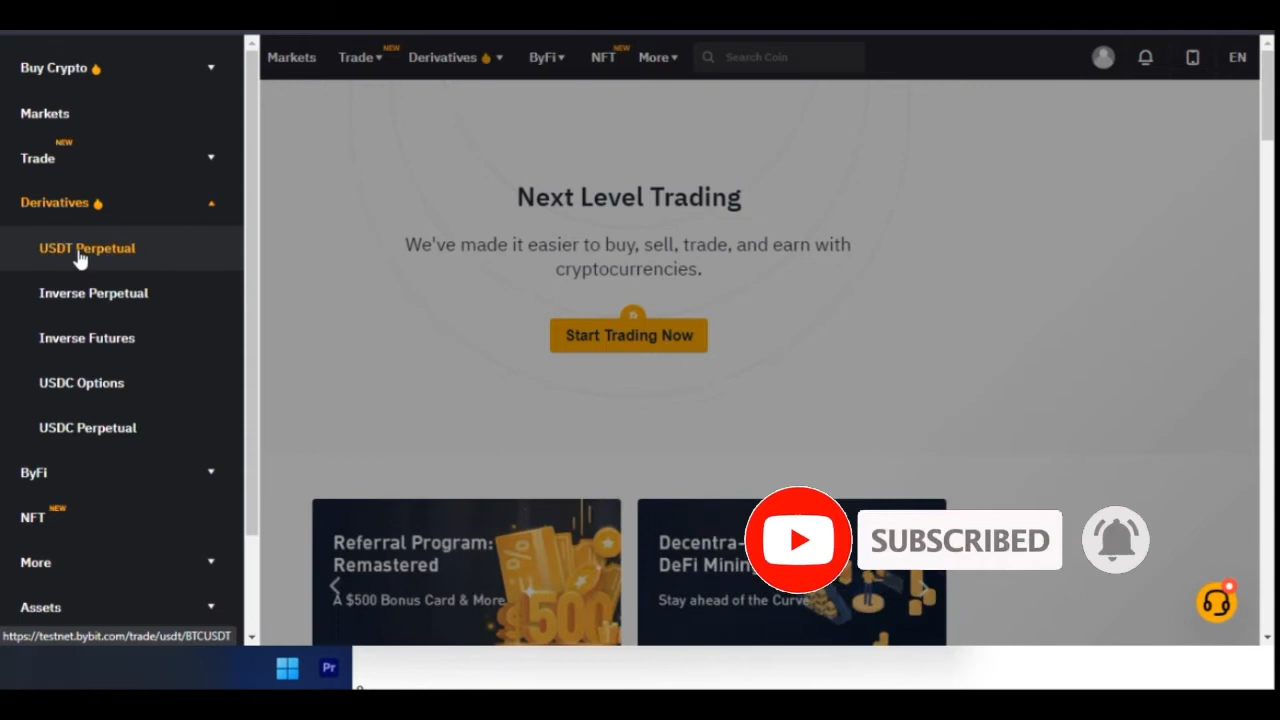 Buy Crypto
Markets
NEW
Trade
Derivatives
USDT Perpetual
Inverse Perpetual
Inverse Futures
USDC Options
USDC Perpetual
ByFi
NEW
NFT
More
Assets
https://testnet.bybit.com/trade/usdt/BTCUSDT
Markets
Trade
NEW
Derivatives
ByFi
NFT
NEW
More
Search Coin
EN
Next Level Trading
We've made it easier to buy, sell, trade, and earn with
cryptocurrencies.
Start Trading Now
Referral Program:
Remastered
A $500 Bonus Card & More
$500
Decentra-
DeFi Mining
Stay ahead of the Curve
SUBSCRIBED
Pr